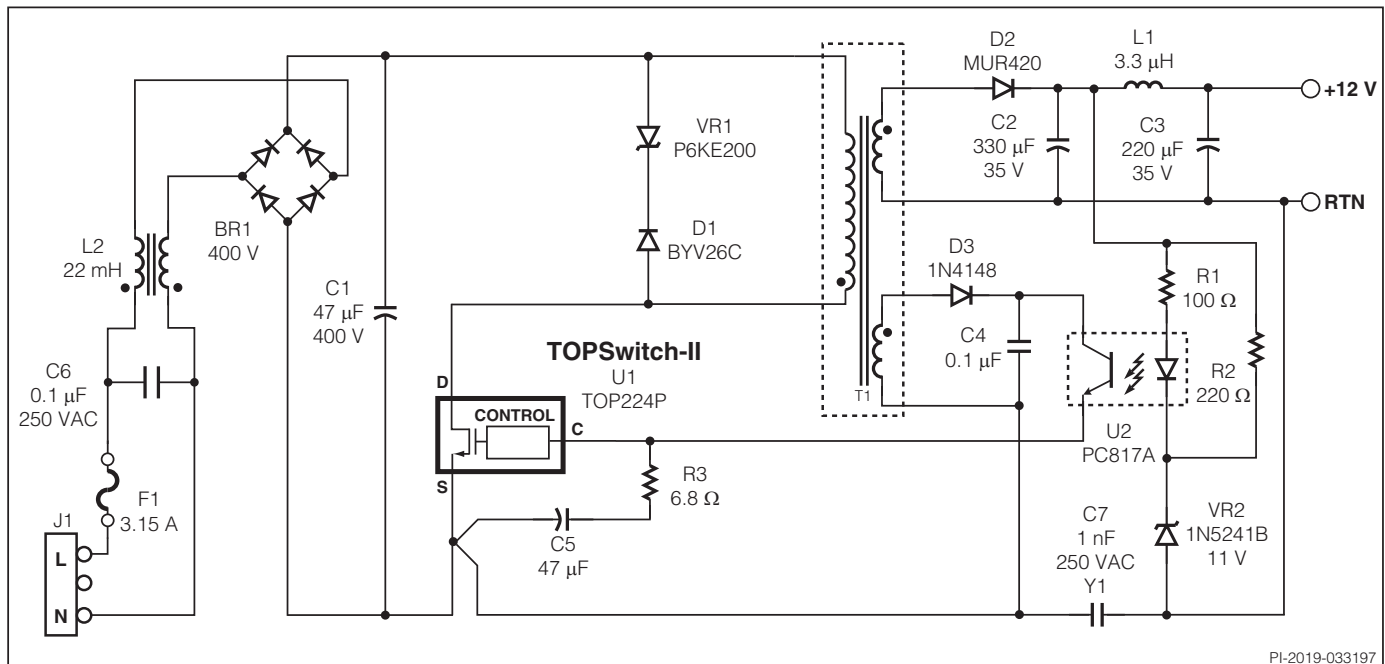 D2
MUR420
L1
3.3 µH
+12 V
VR1
P6KE200
C2
330 µF
35 V
C3
220 µF
35 V
RTN
BR1
400 V
L2
22 mH
D1
BYV26C
D3
1N4148
R1
100 Ω
C1
47 µF
400 V
TOPSwitch-II
U1
TOP224P
C4
0.1 µF
R2
220 Ω
C6
0.1 µF
250 VAC
T1
D
CONTROL
C
S
U2
PC817A
R3
6.8 Ω
F1
3.15 A
J1
L
N
C5
47 µF
C7
1 nF
250 VAC
Y1
VR2
1N5241B
11 V
PI-2019-033197